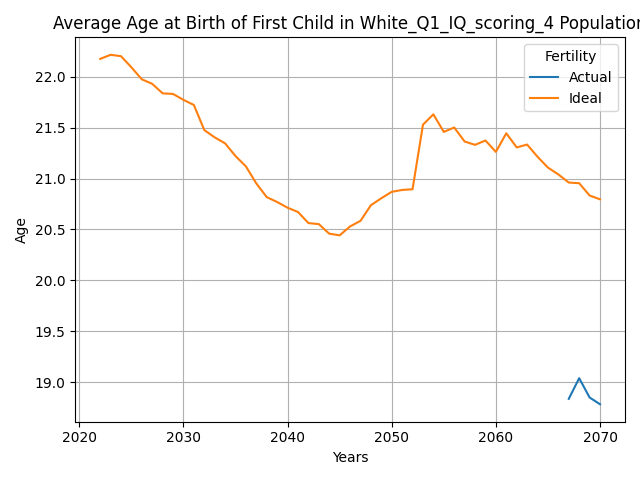 Average Age at Birth of First Child in White_Q1_IQ_scoring_4 Population
Fertility
Actual
Ideal
22.0
21.5
21.0
20.5
20.0
19.5
19.0
Age
2020
2030
2040
2050
2060
2070
Years